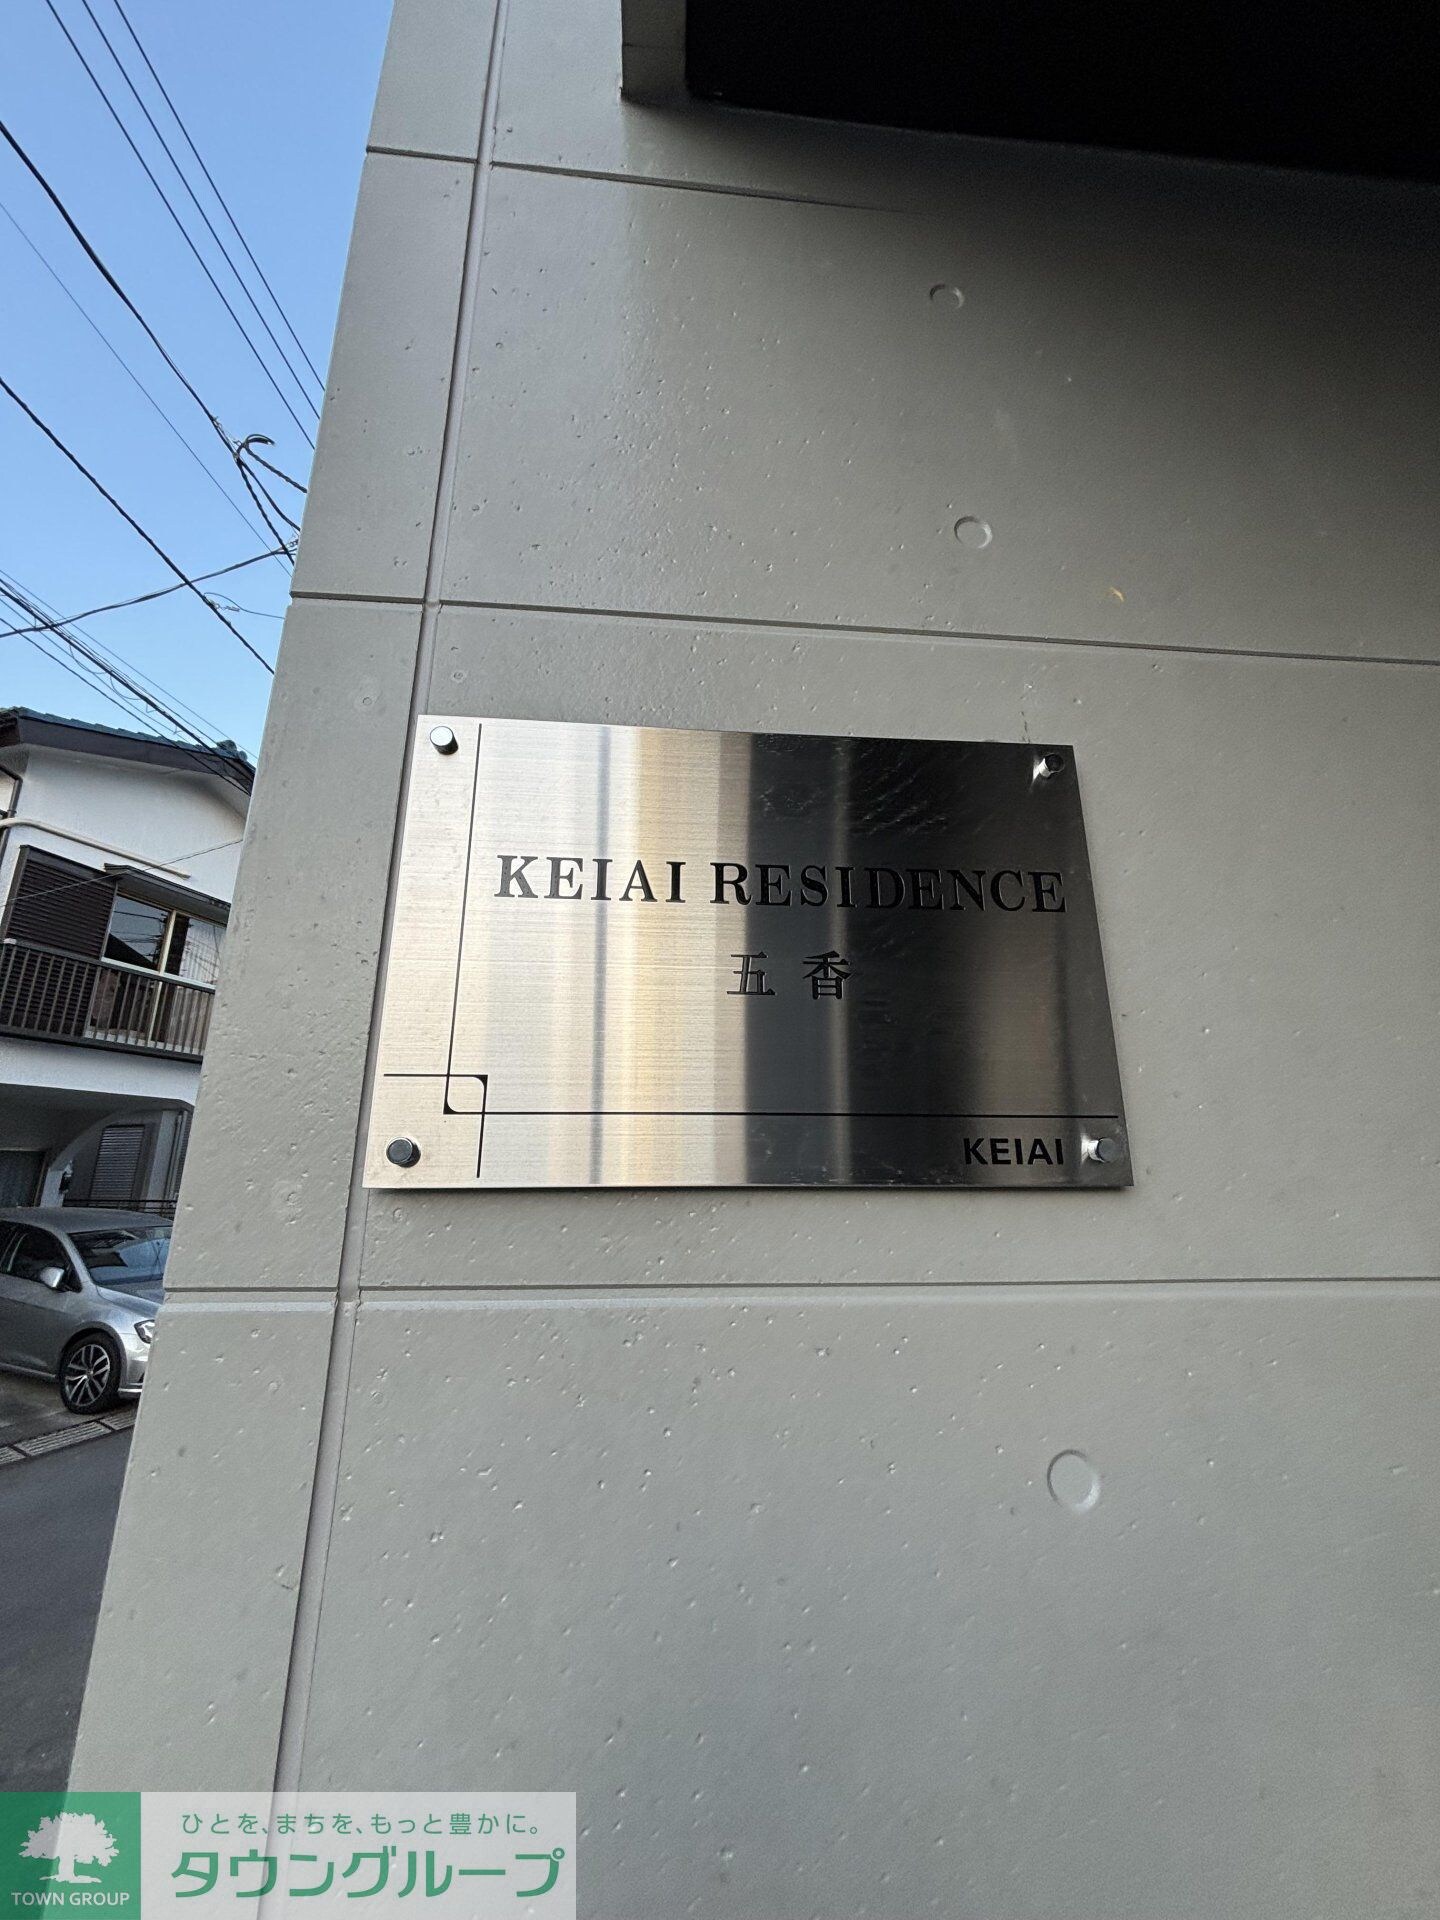 KEIAI RESIDENCE
五香
KEIAI
ひとを、まちを、もっと豊かに。
タウングループ
TOWN GROUP